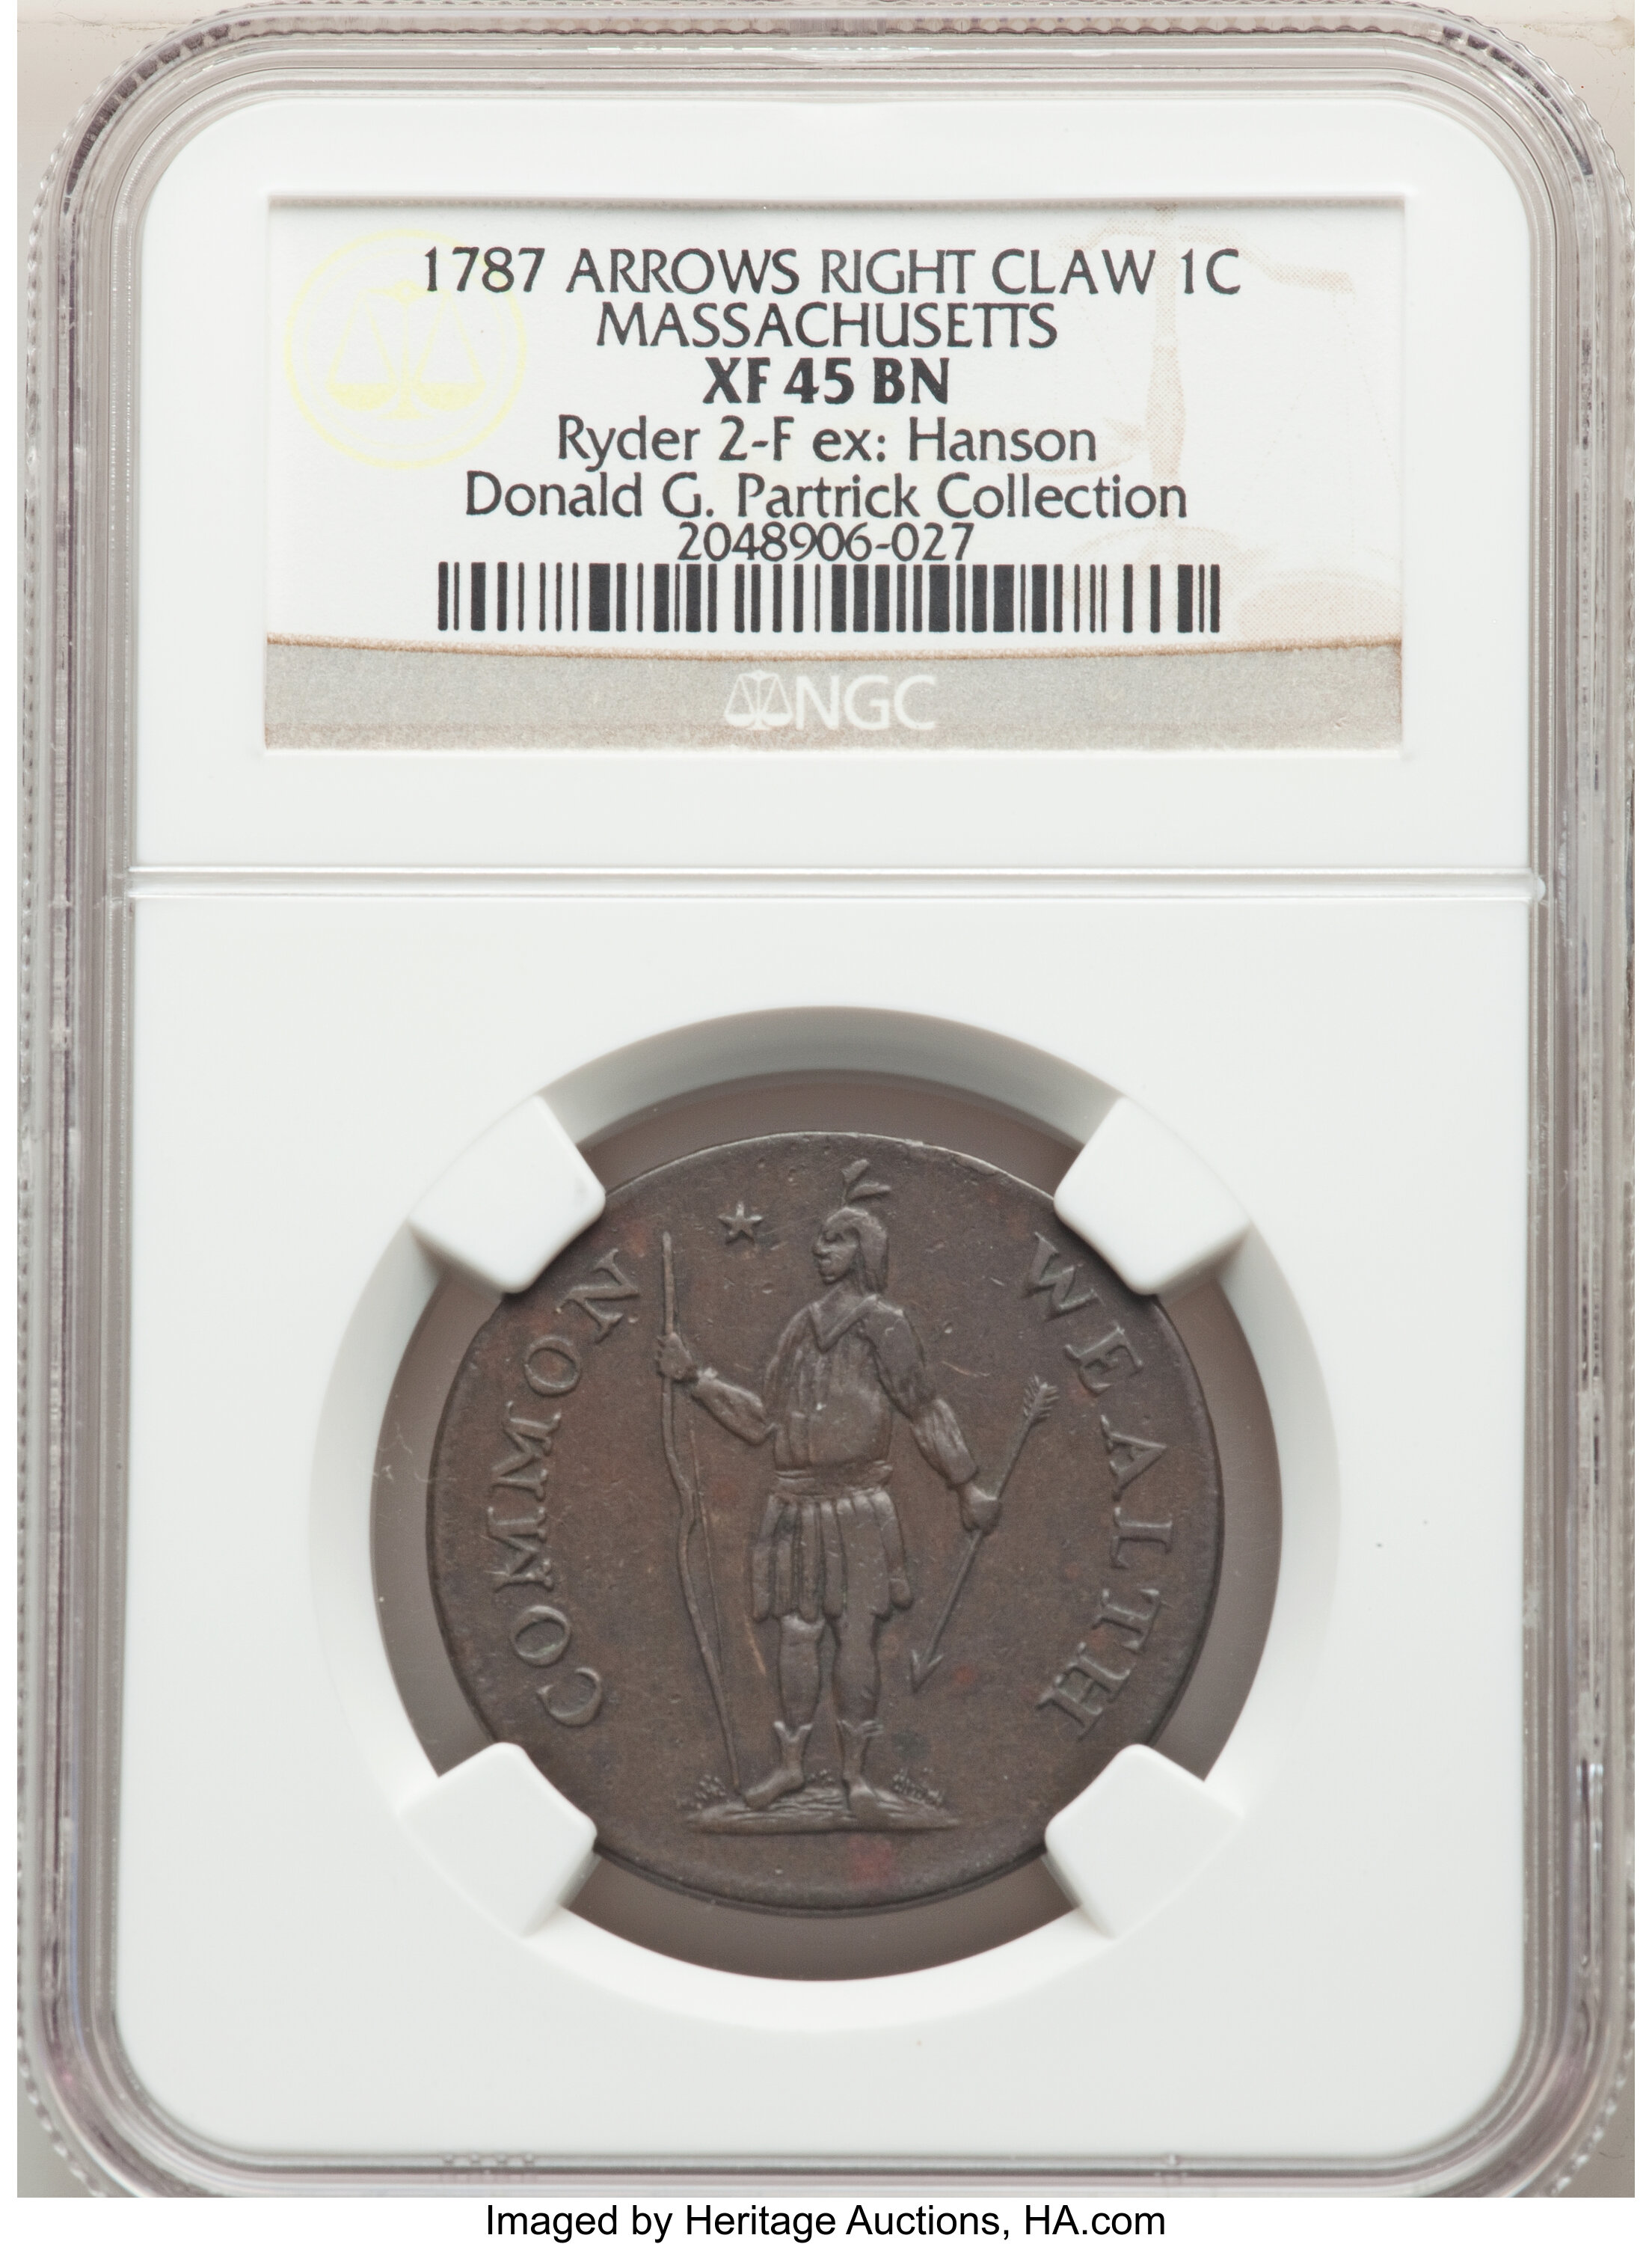 1787 ARROWS RIGHT CLAW 1C
MASSACHUSETTS
XF 45 BN
Ryder 2-F ex: Hanson
Donald G. Partrick Collection
2048906-027
NGC
COMMON WEALTH
Imaged by Heritage Auctions, HA.com